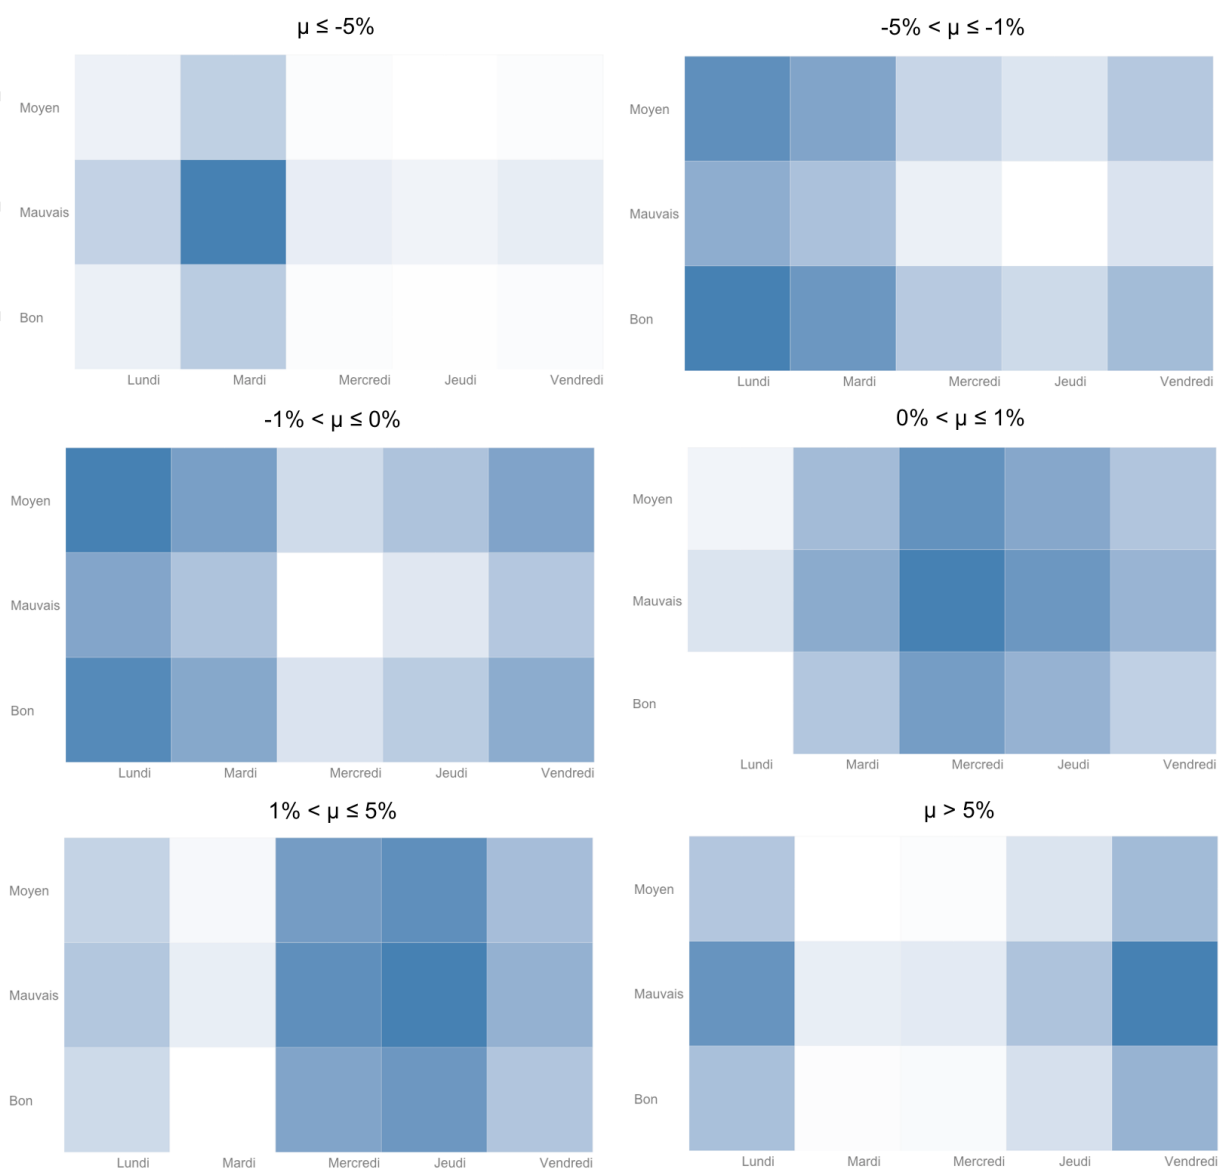 µ ≤ -5%
Moyen
Mauvais
Bon
Lundi Mardi Mercredi Jeudi Vendredi
-5% < µ ≤ -1%
Moyen
Mauvais
Bon
Lundi Mardi Mercredi Jeudi Vendredi
-1% < µ ≤ 0%
Moyen
Mauvais
Bon
Lundi Mardi Mercredi Jeudi Vendredi
0% < µ ≤ 1%
Moyen
Mauvais
Bon
Lundi Mardi Mercredi Jeudi Vendredi
1% < µ ≤ 5%
Moyen
Mauvais
Bon
Lundi Mardi Mercredi Jeudi Vendredi
µ > 5%
Moyen
Mauvais
Bon
Lundi Mardi Mercredi Jeudi Vendredi